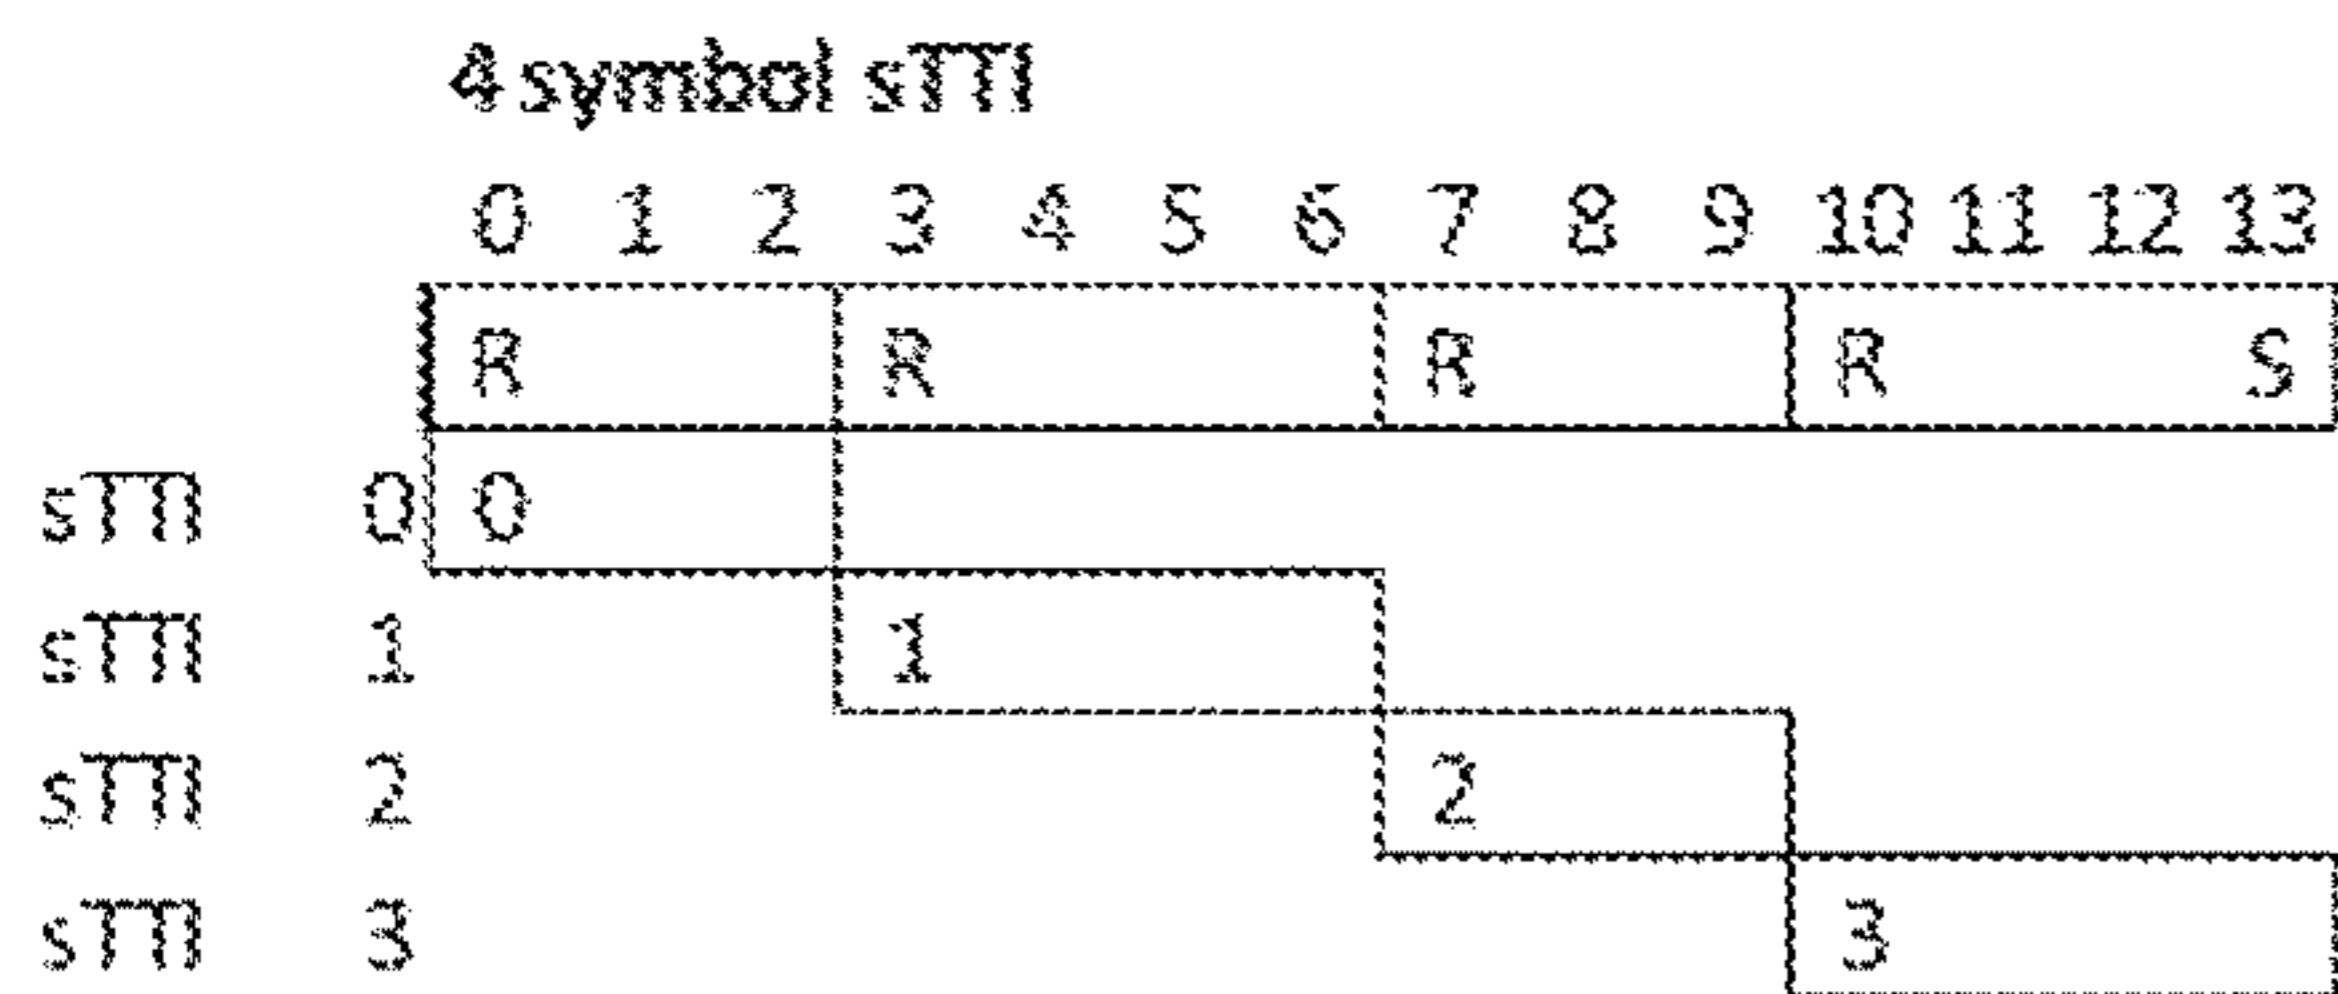 4 symbol sTTI
0 1 2 3 4 5 6 7 8 9 10 11 12 13
R R R R S
sTTI 0 0
sTTI 1 1
sTTI 2 2
sTTI 3 3